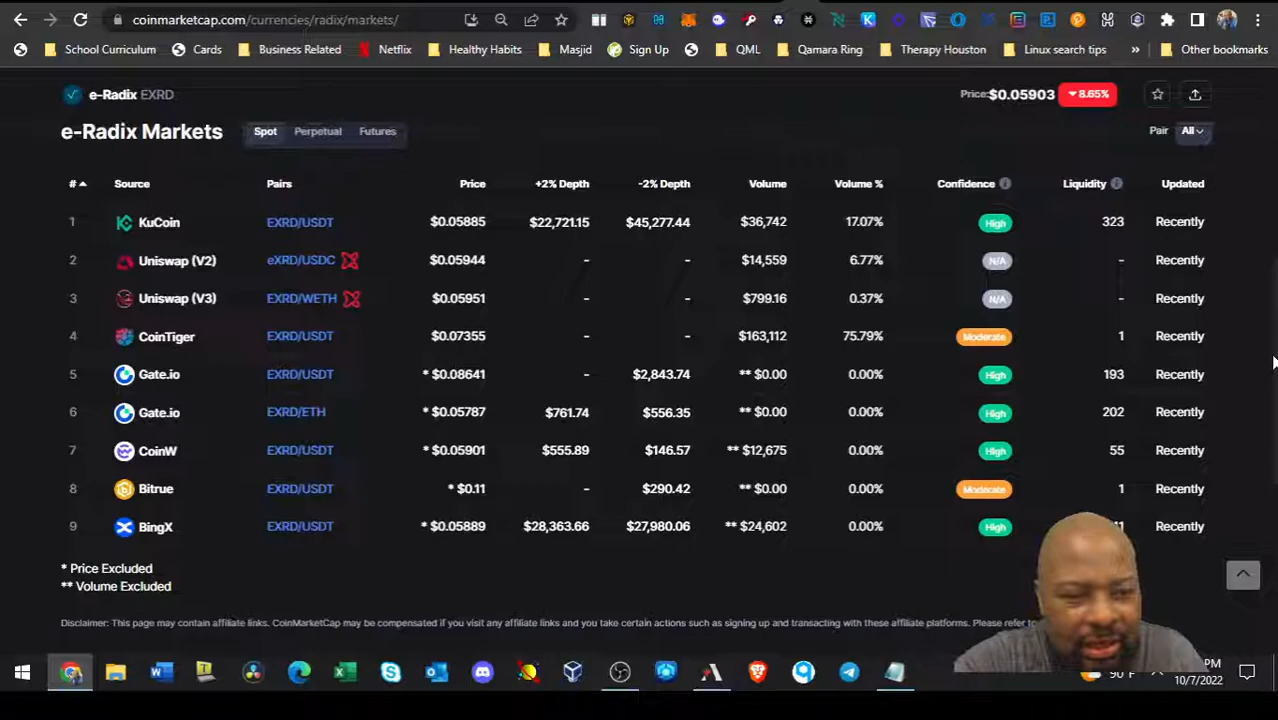 coinmarketcap.com/currencies/radix/markets/
School Curriculum Cards Business Related Netflix Healthy Habits Masjid Sign Up QML Qamara Ring Therapy Houston Linux search tips » Other bookmarks
e-Radix EXRD Price: $0.05903 8.65%
e-Radix Markets Spot Perpetual Futures Pair All
# Source Pairs Price +2% Depth -2% Depth Volume Volume % Confidence Liquidity Updated
1 KuCoin EXRD/USDT $0.05885 $22,721.15 $45,277.44 $36,742 17.07% High 323 Recently
2 Uniswap (V2) eXRD/USDC $0.05944 - - $14,559 6.77% N/A - Recently
3 Uniswap (V3) EXRD/WETH $0.05951 - - $799.16 0.37% N/A - Recently
4 CoinTiger EXRD/USDT $0.07355 - - $163,112 75.79% Moderate 1 Recently
5 Gate.io EXRD/USDT * $0.08641 - $2,843.74 ** $0.00 0.00% High 193 Recently
6 Gate.io EXRD/ETH * $0.05787 $761.74 $556.35 ** $0.00 0.00% High 202 Recently
7 CoinW EXRD/USDT * $0.05901 $555.89 $146.57 ** $12,675 0.00% High 55 Recently
8 Bitrue EXRD/USDT * $0.11 - $290.42 ** $0.00 0.00% Moderate 1 Recently
9 BingX EXRD/USDT * $0.05889 $28,363.66 $27,980.06 ** $24,602 0.00% High Recently
* Price Excluded
** Volume Excluded
Disclaimer: This page may contain affiliate links. CoinMarketCap may be compensated if you visit any affiliate links and you take certain actions such as signing up and transacting with these affiliate platforms. Please refer to
90°F PM
10/7/2022